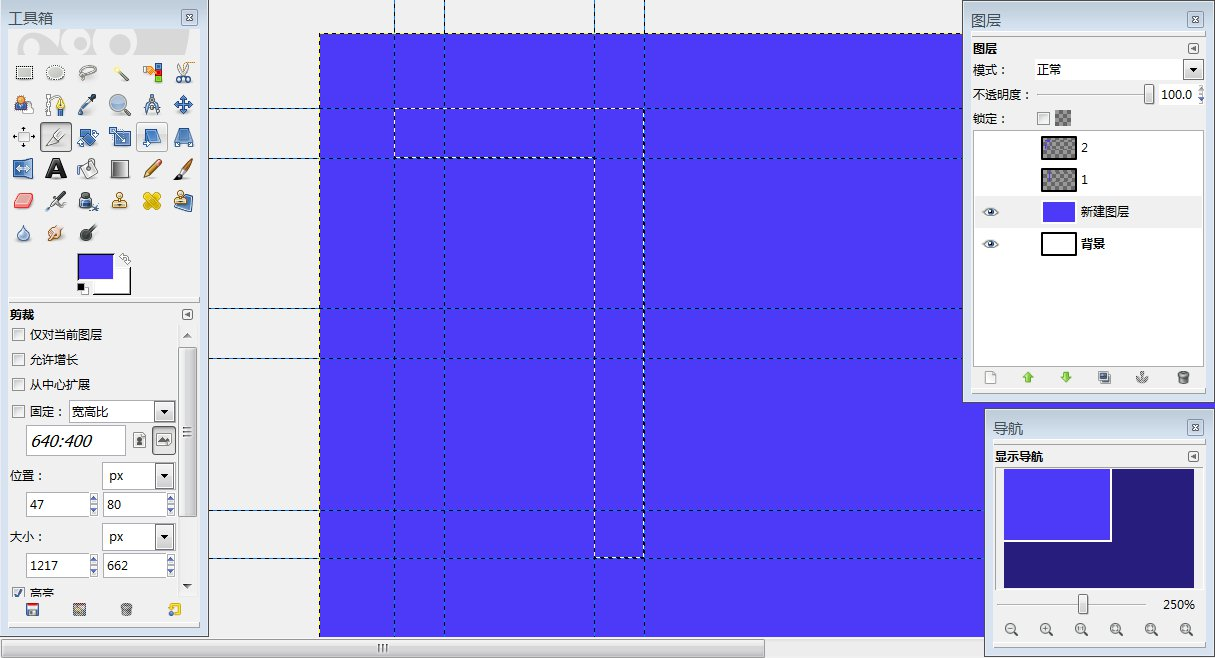 工具箱
剪裁
仅对当前图层
允许增长
从中心扩展
固定： 宽高比
640:400
位置： px
47 80
大小： px
1217 662
高亮
图层
图层
模式： 正常
不透明度： 100.0
锁定：
2
1
新建图层
背景
导航
显示导航
250%